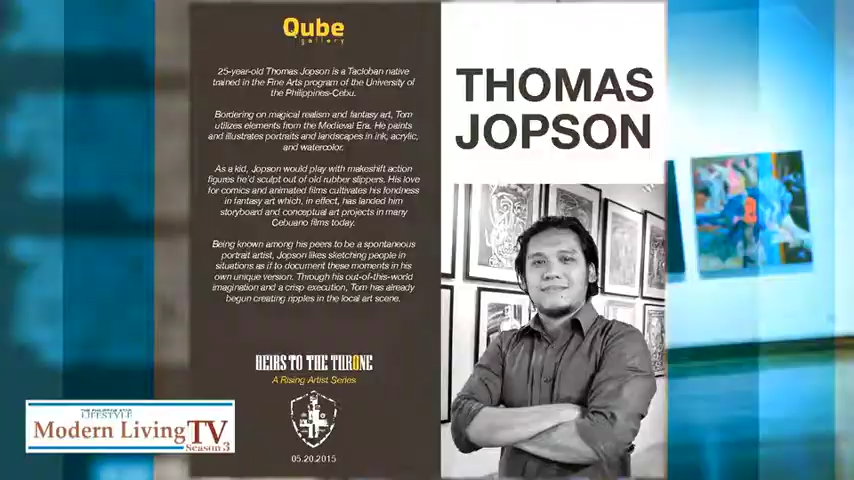 Qube
gallery
25-year-old Thomas Jopson is a Tacloban native
trained in the Fine Arts program of the University of
the Philippines-Cebu.
Bordering on magical realism and fantasy art, Tom
utilizes elements from the Medieval Era. He paints
and illustrates portraits and landscapes in ink, acrylic,
and watercolor.
As a kid, Jopson would play with makeshift action
figures he'd sculpt out of old rubber slippers. His love
for comics and animated films cultivates his fondness
in fantasy art which, in effect, has landed him
storyboard and conceptual art projects in many
Cebuano films today.
Being known among his peers to be a spontaneous
portrait artist, Jopson likes sketching people in
situations as if to document these moments in his
own unique version. Through his out-of-this-world
imagination and a crisp execution, Tom has already
begun creating ripples in the local art scene.
HEIRS TO THE THRONE
A Rising Artist Series
05.20.2015
THOMAS
JOPSON
THE PHILIPPINE STAR
LIFESTYLE
Modern Living TV
Season 3